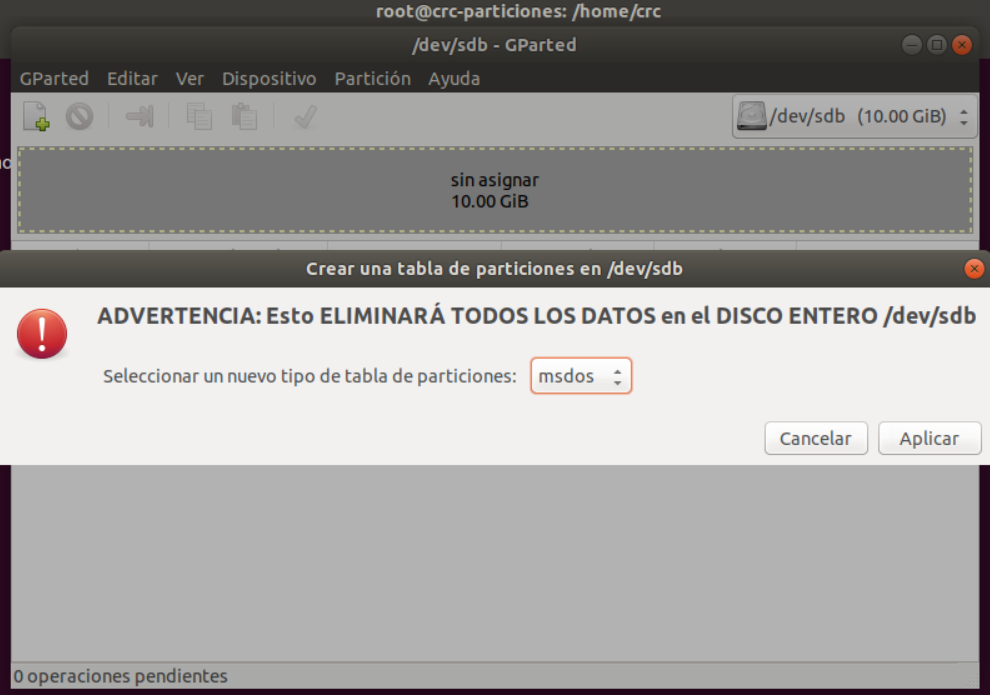 root@crc-particiones: /home/crc
/dev/sdb - GParted
GParted Editar Ver Dispositivo Partición Ayuda
/dev/sdb (10.00 GiB)
sin asignar
10.00 GiB
Crear una tabla de particiones en /dev/sdb
ADVERTENCIA: Esto ELIMINARÁ TODOS LOS DATOS en el DISCO ENTERO /dev/sdb
Seleccionar un nuevo tipo de tabla de particiones: msdos
Cancelar Aplicar
0 operaciones pendientes